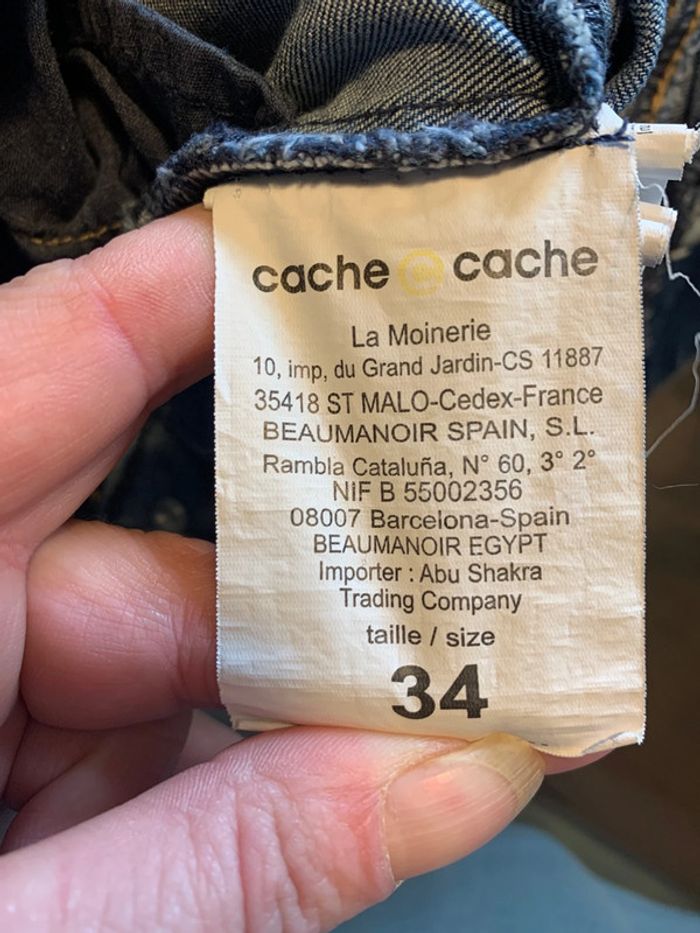 cache cache
La Moinerie
10, imp, du Grand Jardin-CS 11887
35418 ST MALO-Cedex-France
BEAUMANOIR SPAIN, S.L.
Rambla Cataluña, N° 60, 3° 2°
NIF B 55002356
08007 Barcelona-Spain
BEAUMANOIR EGYPT
Importer : Abu Shakra
Trading Company
taille / size
34